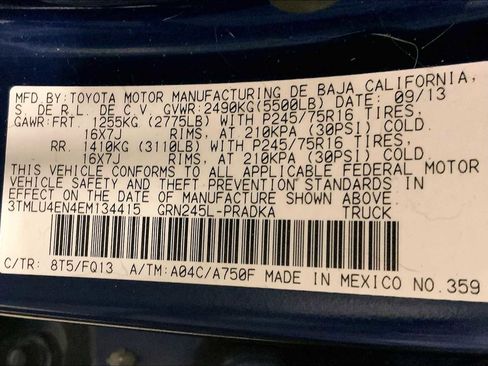 MFD. BY: TOYOTA MOTOR MANUFACTURING DE BAJA CALIFORNIA,
S. DE R.L. DE C.V. GVWR: 2490KG(5500LB) DATE: 09/13
GAWR: FRT. 1255KG (2775LB) WITH P245/75R16 TIRES,
16X7J RIMS, AT 210KPA (30PSI) COLD.
RR. 1410KG (3110LB) WITH P245/75R16 TIRES,
16X7J RIMS, AT 210KPA (30PSI) COLD.
THIS VEHICLE CONFORMS TO ALL APPLICABLE FEDERAL MOTOR
VEHICLE SAFETY AND THEFT PREVENTION STANDARDS IN
EFFECT ON THE DATE OF MANUFACTURE SHOWN ABOVE.
3TMLU4EN4EM134415 GRN245L-PRADKA TRUCK
C/TR: 8T5/FQ13 A/TM: A04C/A750F MADE IN MEXICO NO.359